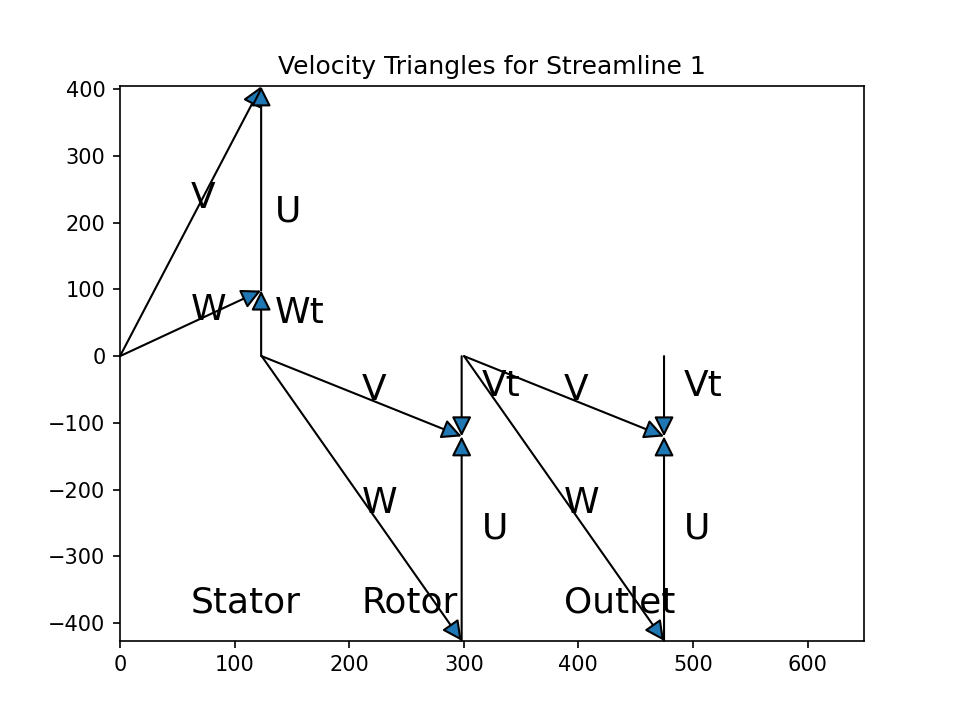 Velocity Triangles for Streamline 1
400
300
200
100
0
−100
−200
−300
−400
V
U
W
Wt
V
Vt
V
Vt
W
U
W
U
Stator
Rotor
Outlet
0
100
200
300
400
500
600